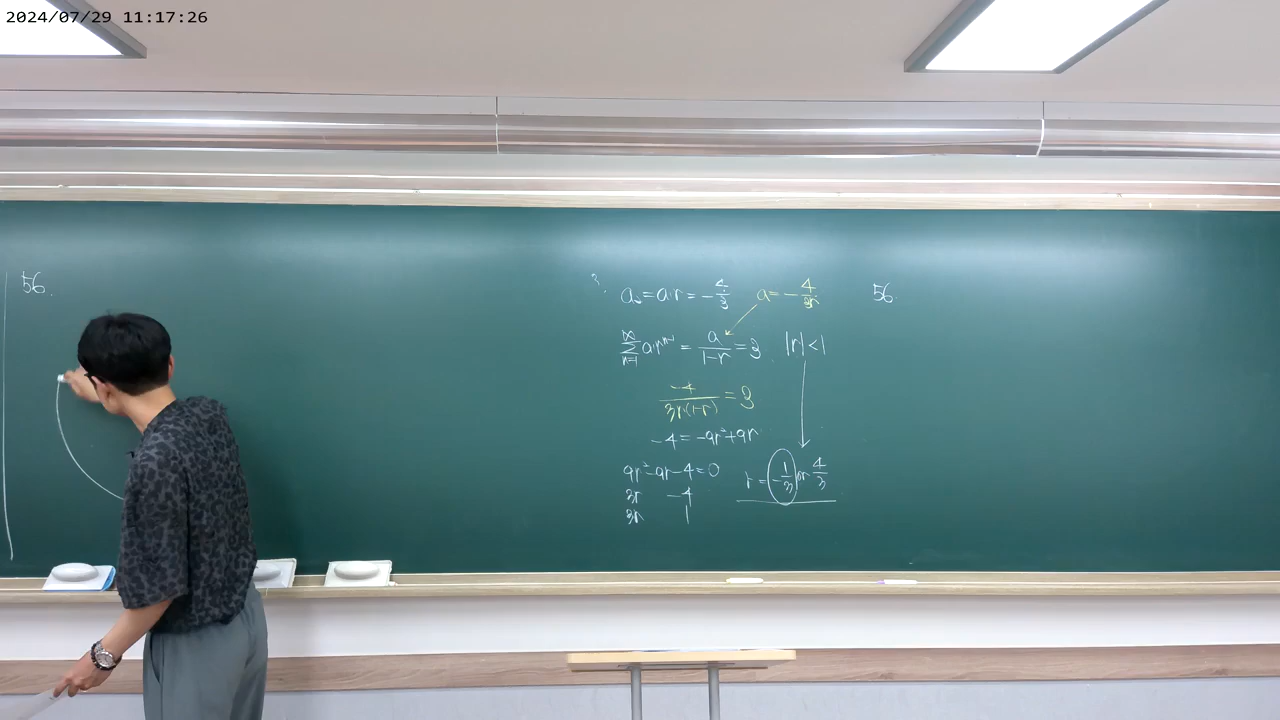 2024/07/29 11:17:26
56.
3.
a₂=ar=-4/3 a=-4/3r
∞∑n=1 arⁿ⁻¹ = a/1-r = 3 |r|<1
-4/3r(1-r) = 3
-4=-9r²+9r
9r²-9r-4=0
3r -4
3r 1
r=-1/3 or 4/3
56.